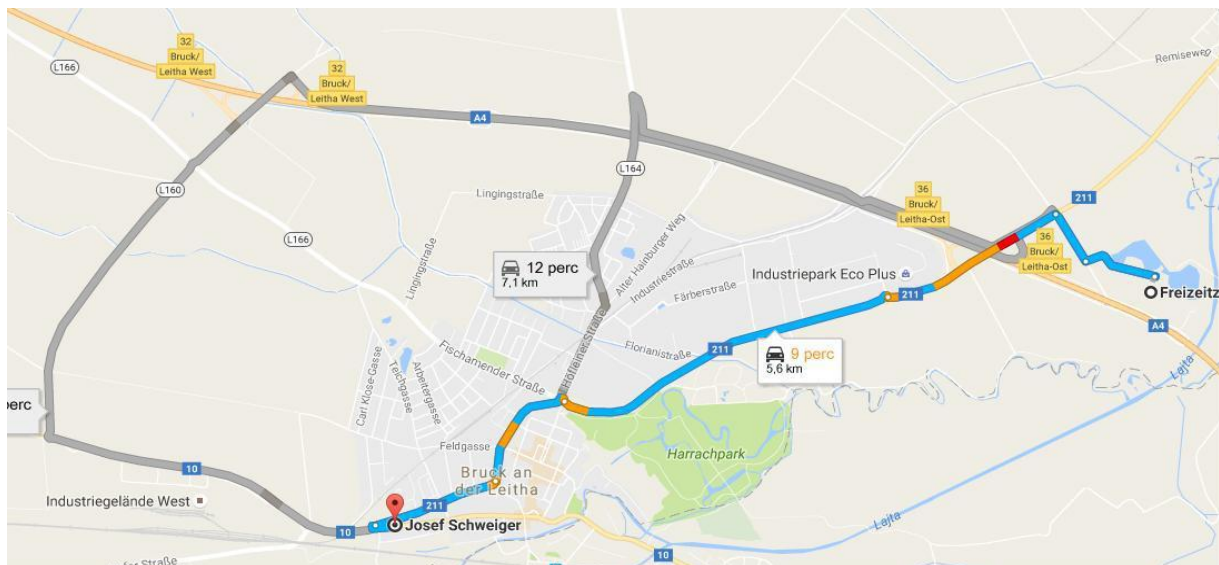 32
Bruck/
Leitha West
L166
32
Bruck/
Leitha West
A4
Remiseweg
L164
L160
Lingingstraße
36
Bruck/
Leitha-Ost
211
36
Bruck/
Leitha-Ost
L166
Lingingstraße
Alter Hainburger Weg
Industriestraße
12 perc
7,1 km
Industriepark Eco Plus
Färberstraße
211
Freizeitz
A4
Höfleiner Straße
Florianistraße
211
9 perc
5,6 km
Fischamender Straße
Carl Klose-Gasse
Teichgasse
Arbeitergasse
Lajta
perc
Feldgasse
Harrachpark
10
Bruck an
der Leitha
Industriegelände West
211
Josef Schweiger
10
Lajta
10